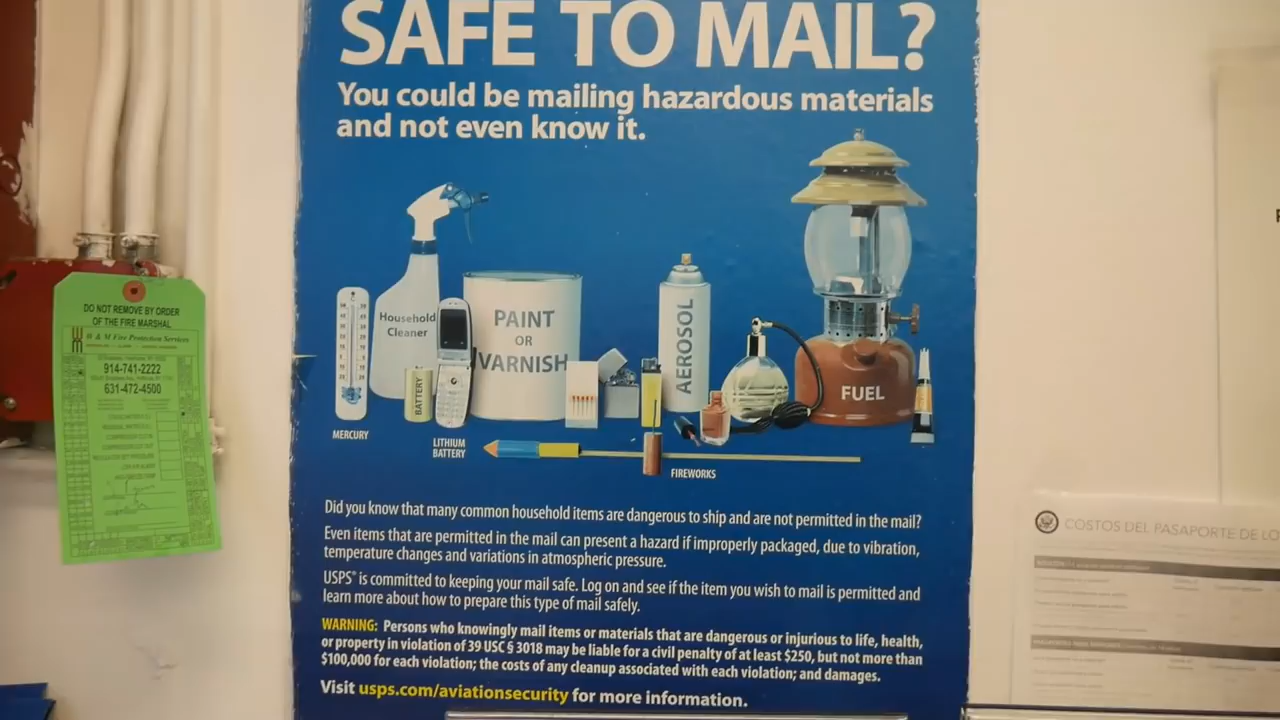 SAFE TO MAIL?
You could be mailing hazardous materials
and not even know it.
Household
Cleaner
PAINT
OR
VARNISH
BATTERY
AEROSOL
FUEL
MERCURY
LITHIUM
BATTERY
FIREWORKS
Did you know that many common household items are dangerous to ship and are not permitted in the mail?
Even items that are permitted in the mail can present a hazard if improperly packaged, due to vibration,
temperature changes and variations in atmospheric pressure.
USPS® is committed to keeping your mail safe. Log on and see if the item you wish to mail is permitted and
learn more about how to prepare this type of mail safely.
WARNING: Persons who knowingly mail items or materials that are dangerous or injurious to life, health,
or property in violation of 39 USC § 3018 may be liable for a civil penalty of at least $250, but not more than
$100,000 for each violation; the costs of any cleanup associated with each violation; and damages.
Visit usps.com/aviationsecurity for more information.
DO NOT REMOVE BY ORDER
OF THE FIRE MARSHAL
M Fire Protection Services
914-741-2222
631-472-4500
COSTOS DEL PASAPORTE DE LO